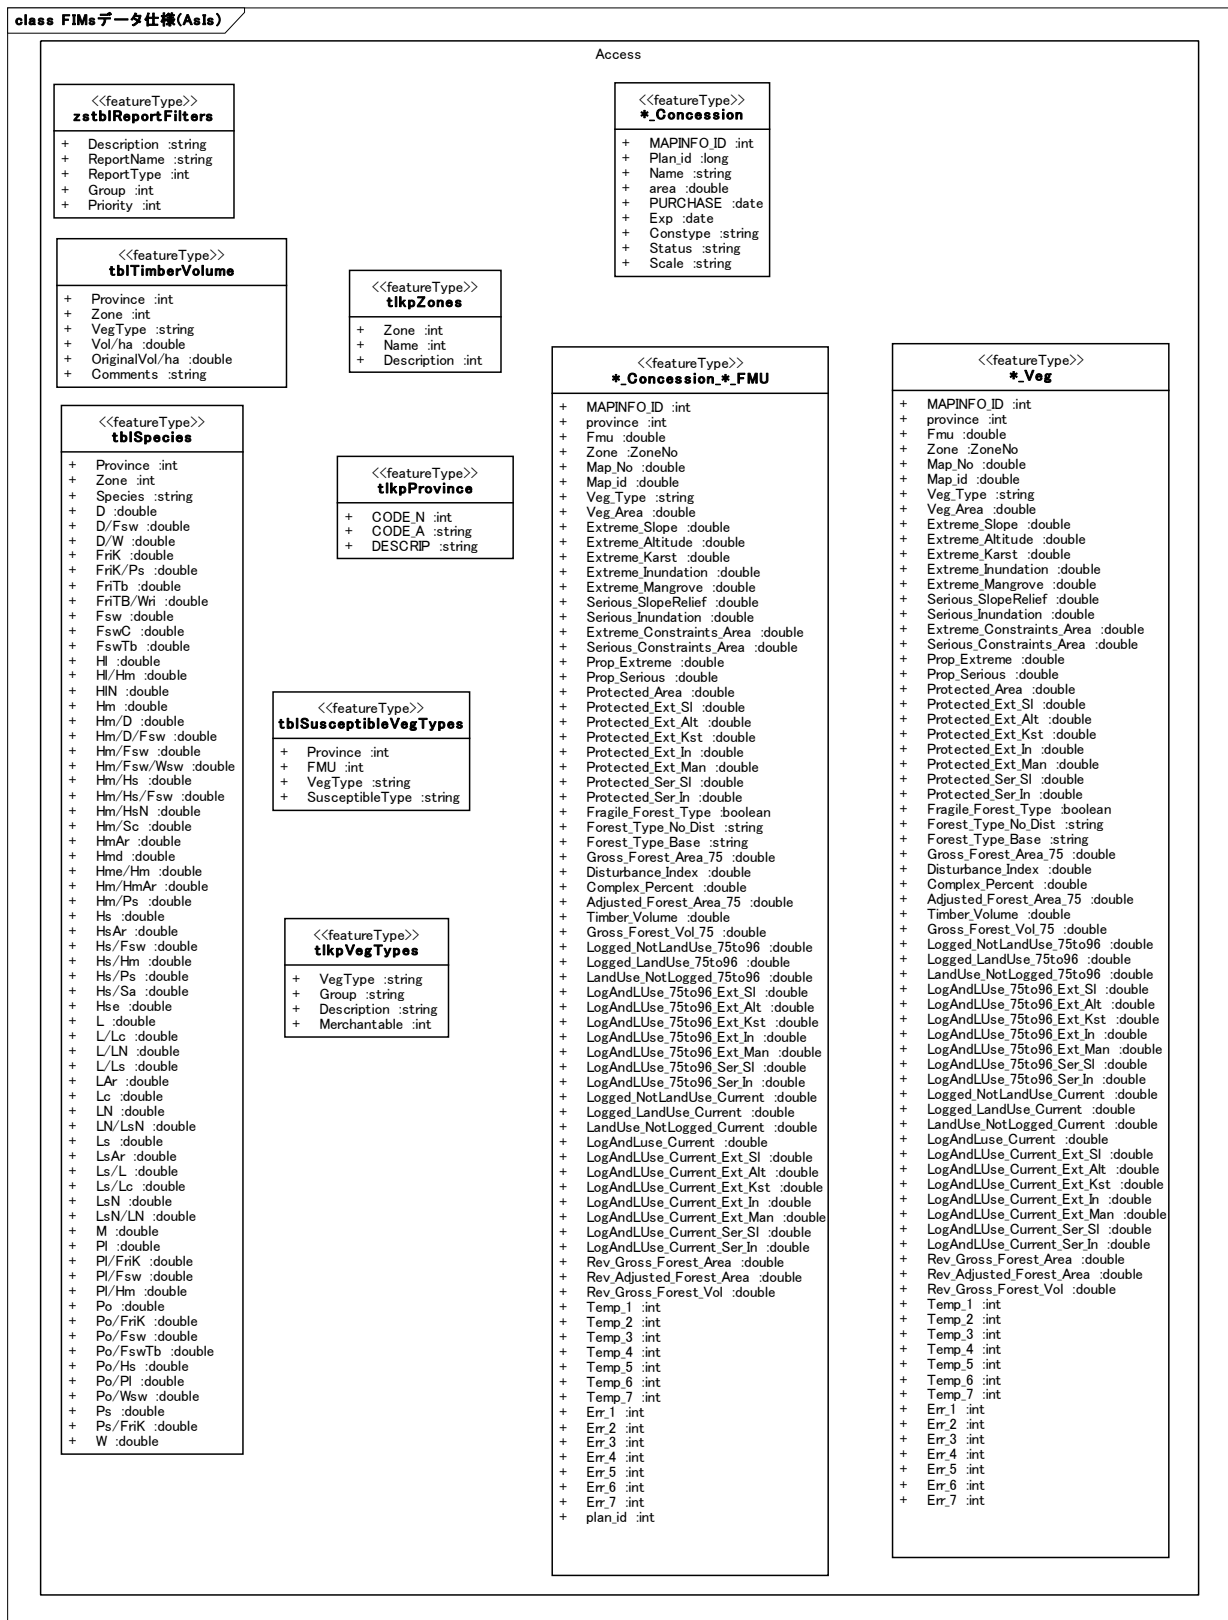 class FIMsデータ仕様(AsIs)
Access
<<featureType>>
zstblReportFilters
+ Description :string
+ ReportName :string
+ ReportType :int
+ Group :int
+ Priority :int
<<featureType>>
*_Concession
+ MAPINFO_ID :int
+ Plan_id :long
+ Name :string
+ area :double
+ PURCHASE :date
+ Exp :date
+ Constype :string
+ Status :string
+ Scale :string
<<featureType>>
tblTimberVolume
+ Province :int
+ Zone :int
+ VegType :string
+ Vol/ha :double
+ OriginalVol/ha :double
+ Comments :string
<<featureType>>
tlkpZones
+ Zone :int
+ Name :int
+ Description :int
<<featureType>>
tblSpecies
+ Province :int
+ Zone :int
+ Species :string
+ D :double
+ D/Fsw :double
+ D/W :double
+ FriK :double
+ FriK/Ps :double
+ FriTb :double
+ FriTB/Wri :double
+ Fsw :double
+ FswC :double
+ FswTb :double
+ Hl :double
+ Hl/Hm :double
+ HlN :double
+ Hm :double
+ Hm/D :double
+ Hm/D/Fsw :double
+ Hm/Fsw :double
+ Hm/Fsw/Wsw :double
+ Hm/Hs :double
+ Hm/Hs/Fsw :double
+ Hm/HsN :double
+ Hm/Sc :double
+ HmAr :double
+ Hmd :double
+ Hme/Hm :double
+ Hm/HmAr :double
+ Hm/Ps :double
+ Hs :double
+ HsAr :double
+ Hs/Fsw :double
+ Hs/Hm :double
+ Hs/Ps :double
+ Hs/Sa :double
+ Hse :double
+ L :double
+ L/Lc :double
+ L/LN :double
+ L/Ls :double
+ LAr :double
+ Lc :double
+ LN :double
+ LN/LsN :double
+ Ls :double
+ LsAr :double
+ Ls/L :double
+ Ls/Lc :double
+ LsN :double
+ LsN/LN :double
+ M :double
+ Pl :double
+ Pl/FriK :double
+ Pl/Fsw :double
+ Pl/Hm :double
+ Po :double
+ Po/FriK :double
+ Po/Fsw :double
+ Po/FswTb :double
+ Po/Hs :double
+ Po/Pl :double
+ Po/Wsw :double
+ Ps :double
+ Ps/FriK :double
+ W :double
<<featureType>>
tlkpProvince
+ CODE_N :int
+ CODE_A :string
+ DESCRIP :string
<<featureType>>
tblSusceptibleVegTypes
+ Province :int
+ FMU :int
+ VegType :string
+ SusceptibleType :string
<<featureType>>
tlkpVegTypes
+ VegType :string
+ Group :string
+ Description :string
+ Merchantable :int
<<featureType>>
*_Concession_*_FMU
+ MAPINFO_ID :int
+ province :int
+ Fmu :double
+ Zone :ZoneNo
+ Map_No :double
+ Map_id :double
+ Veg_Type :string
+ Veg_Area :double
+ Extreme_Slope :double
+ Extreme_Altitude :double
+ Extreme_Karst :double
+ Extreme_Inundation :double
+ Extreme_Mangrove :double
+ Serious_SlopeRelief :double
+ Serious_Inundation :double
+ Extreme_Constraints_Area :double
+ Serious_Constraints_Area :double
+ Prop_Extreme :double
+ Prop_Serious :double
+ Protected_Area :double
+ Protected_Ext_Sl :double
+ Protected_Ext_Alt :double
+ Protected_Ext_Kst :double
+ Protected_Ext_In :double
+ Protected_Ext_Man :double
+ Protected_Ser_Sl :double
+ Protected_Ser_In :double
+ Fragile_Forest_Type :boolean
+ Forest_Type_No_Dist :string
+ Forest_Type_Base :string
+ Gross_Forest_Area_75 :double
+ Disturbance_Index :double
+ Complex_Percent :double
+ Adjusted_Forest_Area_75 :double
+ Timber_Volume :double
+ Gross_Forest_Vol_75 :double
+ Logged_NotLandUse_75to96 :double
+ Logged_LandUse_75to96 :double
+ LandUse_NotLogged_75to96 :double
+ LogAndLUse_75to96_Ext_Sl :double
+ LogAndLUse_75to96_Ext_Alt :double
+ LogAndLUse_75to96_Ext_Kst :double
+ LogAndLUse_75to96_Ext_In :double
+ LogAndLUse_75to96_Ext_Man :double
+ LogAndLUse_75to96_Ser_Sl :double
+ LogAndLUse_75to96_Ser_In :double
+ Logged_NotLandUse_Current :double
+ Logged_LandUse_Current :double
+ LandUse_NotLogged_Current :double
+ LogAndLuse_Current :double
+ LogAndLUse_Current_Ext_Sl :double
+ LogAndLUse_Current_Ext_Alt :double
+ LogAndLUse_Current_Ext_Kst :double
+ LogAndLUse_Current_Ext_In :double
+ LogAndLUse_Current_Ext_Man :double
+ LogAndLUse_Current_Ser_Sl :double
+ LogAndLUse_Current_Ser_In :double
+ Rev_Gross_Forest_Area :double
+ Rev_Adjusted_Forest_Area :double
+ Rev_Gross_Forest_Vol :double
+ Temp_1 :int
+ Temp_2 :int
+ Temp_3 :int
+ Temp_4 :int
+ Temp_5 :int
+ Temp_6 :int
+ Temp_7 :int
+ Err_1 :int
+ Err_2 :int
+ Err_3 :int
+ Err_4 :int
+ Err_5 :int
+ Err_6 :int
+ Err_7 :int
+ plan_id :int
<<featureType>>
*_Veg
+ MAPINFO_ID :int
+ province :int
+ Fmu :double
+ Zone :ZoneNo
+ Map_No :double
+ Map_id :double
+ Veg_Type :string
+ Veg_Area :double
+ Extreme_Slope :double
+ Extreme_Altitude :double
+ Extreme_Karst :double
+ Extreme_Inundation :double
+ Extreme_Mangrove :double
+ Serious_SlopeRelief :double
+ Serious_Inundation :double
+ Extreme_Constraints_Area :double
+ Serious_Constraints_Area :double
+ Prop_Extreme :double
+ Prop_Serious :double
+ Protected_Area :double
+ Protected_Ext_Sl :double
+ Protected_Ext_Alt :double
+ Protected_Ext_Kst :double
+ Protected_Ext_In :double
+ Protected_Ext_Man :double
+ Protected_Ser_Sl :double
+ Protected_Ser_In :double
+ Fragile_Forest_Type :boolean
+ Forest_Type_No_Dist :string
+ Forest_Type_Base :string
+ Gross_Forest_Area_75 :double
+ Disturbance_Index :double
+ Complex_Percent :double
+ Adjusted_Forest_Area_75 :double
+ Timber_Volume :double
+ Gross_Forest_Vol_75 :double
+ Logged_NotLandUse_75to96 :double
+ Logged_LandUse_75to96 :double
+ LandUse_NotLogged_75to96 :double
+ LogAndLUse_75to96_Ext_Sl :double
+ LogAndLUse_75to96_Ext_Alt :double
+ LogAndLUse_75to96_Ext_Kst :double
+ LogAndLUse_75to96_Ext_In :double
+ LogAndLUse_75to96_Ext_Man :double
+ LogAndLUse_75to96_Ser_Sl :double
+ LogAndLUse_75to96_Ser_In :double
+ Logged_NotLandUse_Current :double
+ Logged_LandUse_Current :double
+ LandUse_NotLogged_Current :double
+ LogAndLuse_Current :double
+ LogAndLUse_Current_Ext_Sl :double
+ LogAndLUse_Current_Ext_Alt :double
+ LogAndLUse_Current_Ext_Kst :double
+ LogAndLUse_Current_Ext_In :double
+ LogAndLUse_Current_Ext_Man :double
+ LogAndLUse_Current_Ser_Sl :double
+ LogAndLUse_Current_Ser_In :double
+ Rev_Gross_Forest_Area :double
+ Rev_Adjusted_Forest_Area :double
+ Rev_Gross_Forest_Vol :double
+ Temp_1 :int
+ Temp_2 :int
+ Temp_3 :int
+ Temp_4 :int
+ Temp_5 :int
+ Temp_6 :int
+ Temp_7 :int
+ Err_1 :int
+ Err_2 :int
+ Err_3 :int
+ Err_4 :int
+ Err_5 :int
+ Err_6 :int
+ Err_7 :int